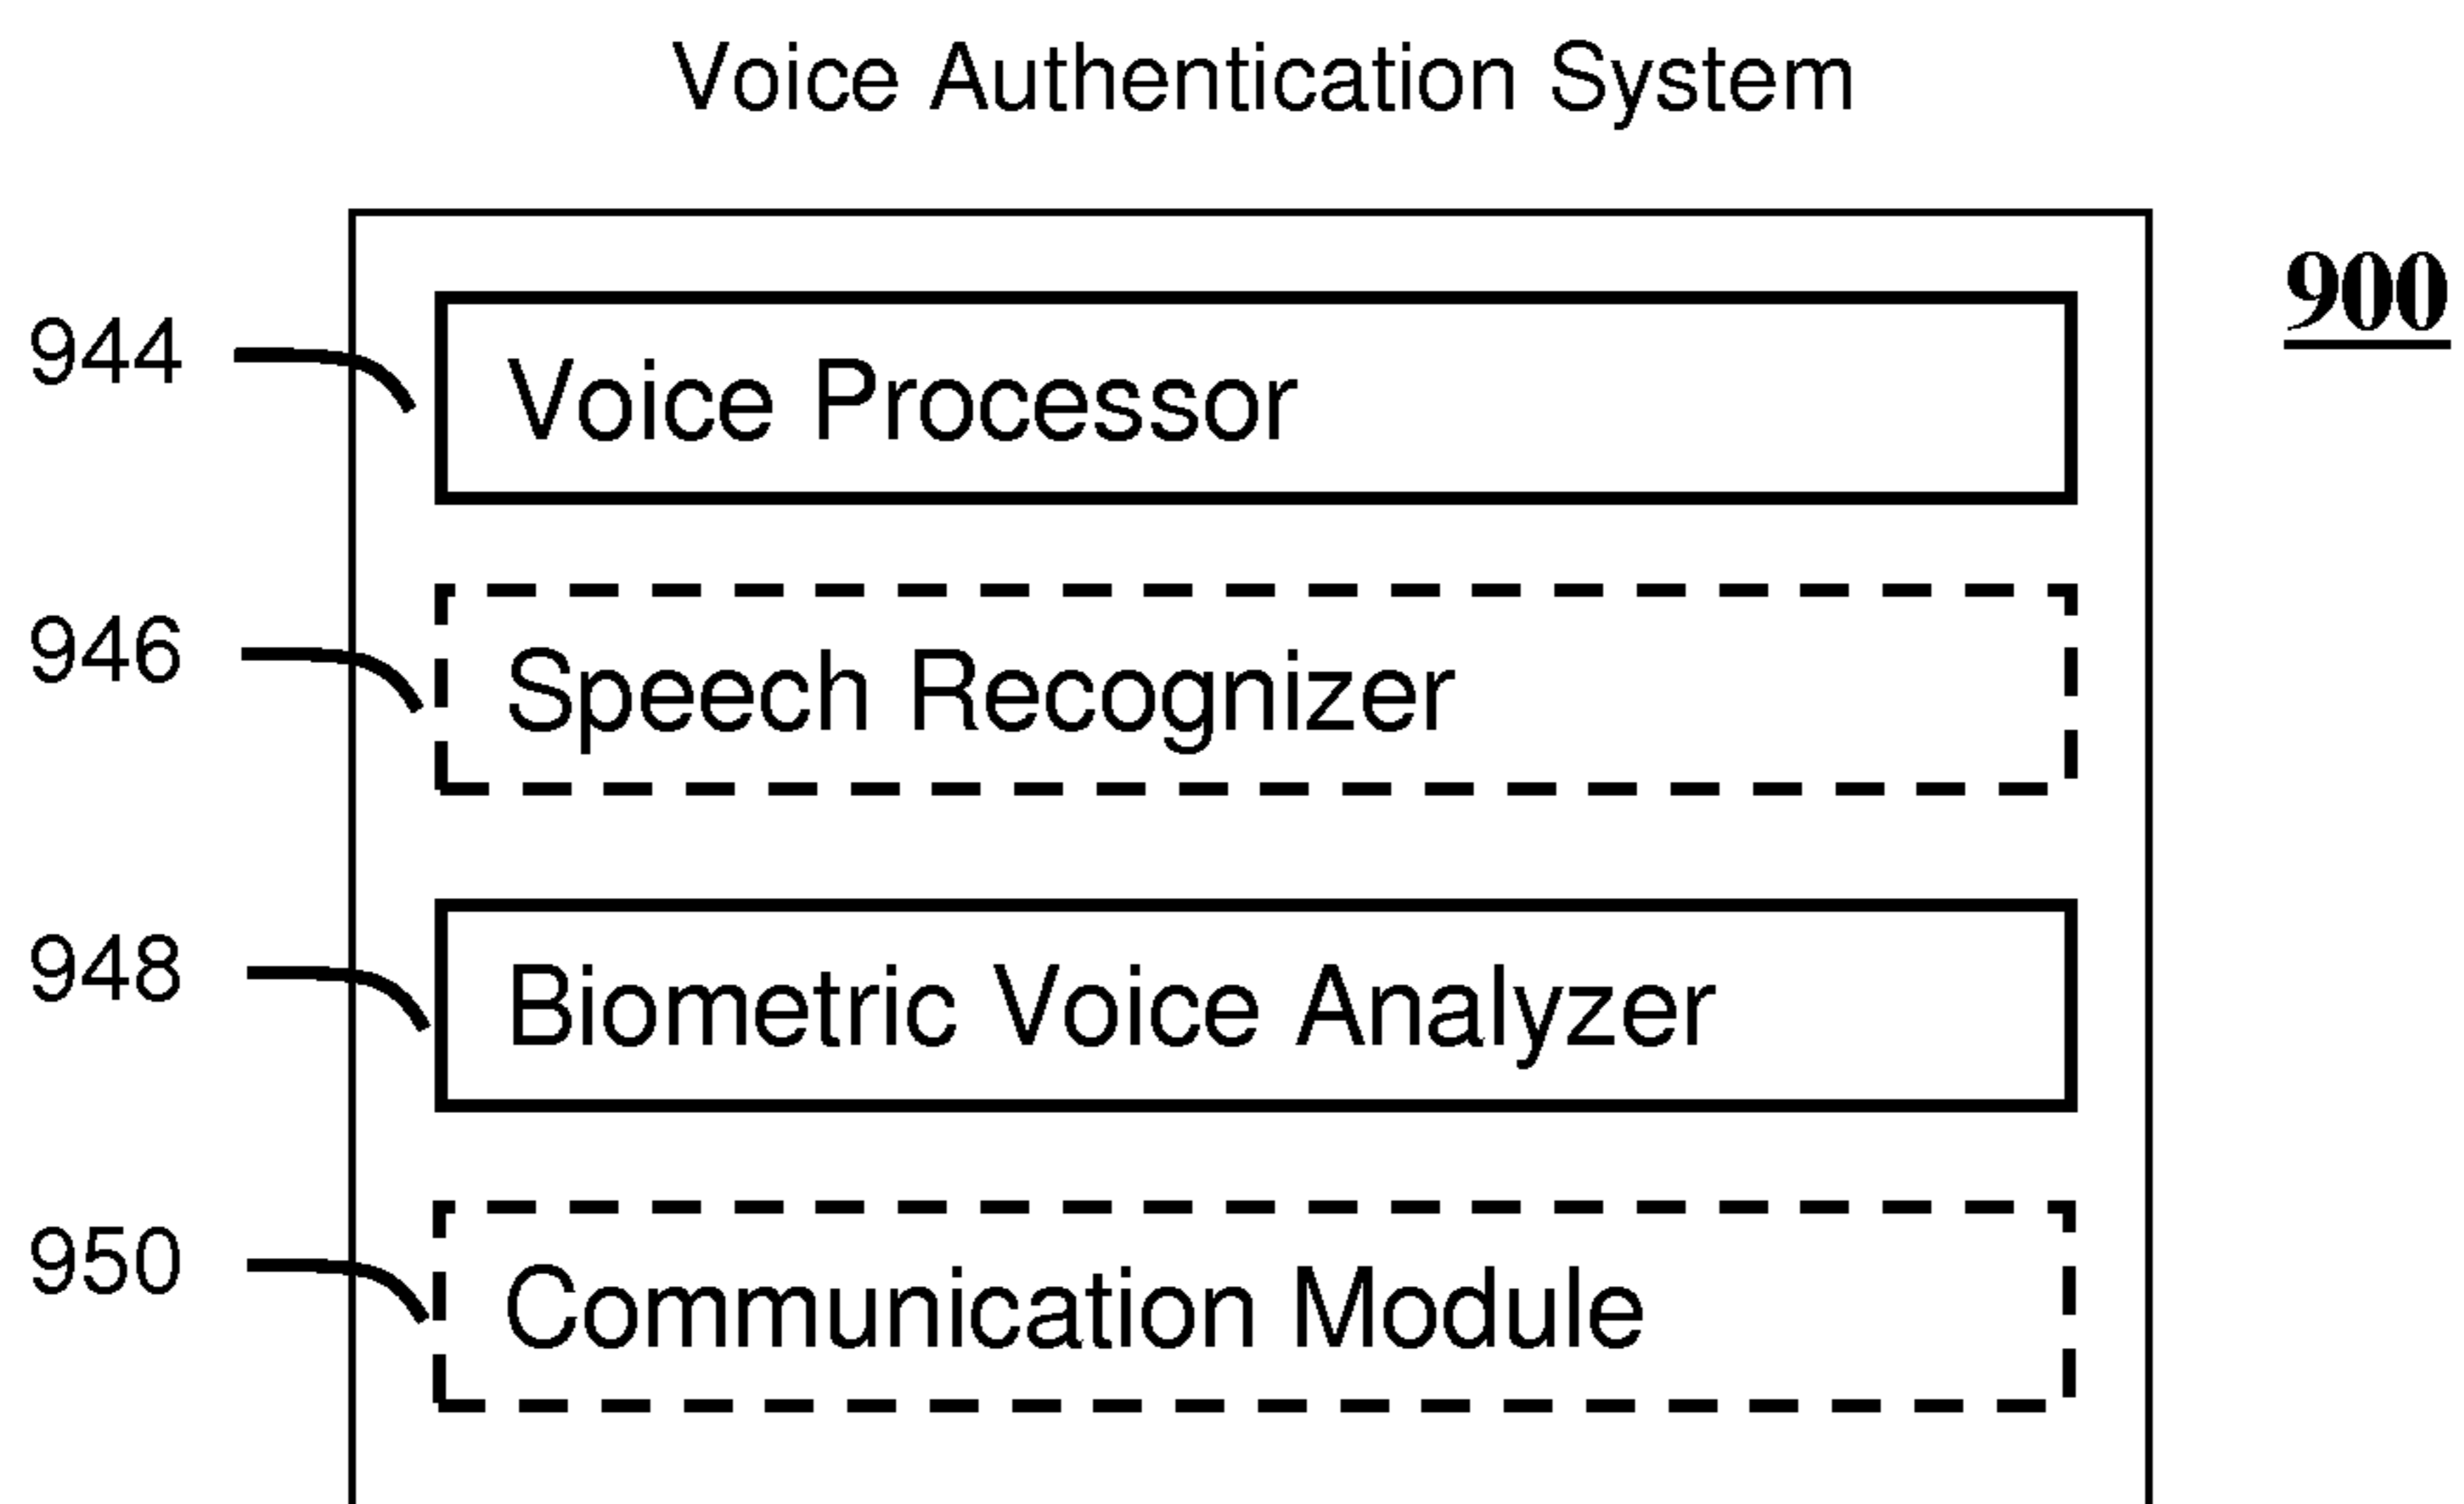 Voice Authentication System
900
944 Voice Processor
946 Speech Recognizer
948 Biometric Voice Analyzer
950 Communication Module